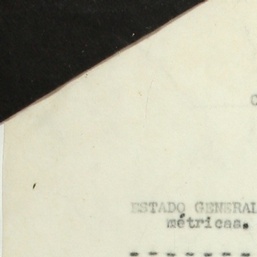 C
ESTADO GENERAL
métricas.
- - - - - - - -